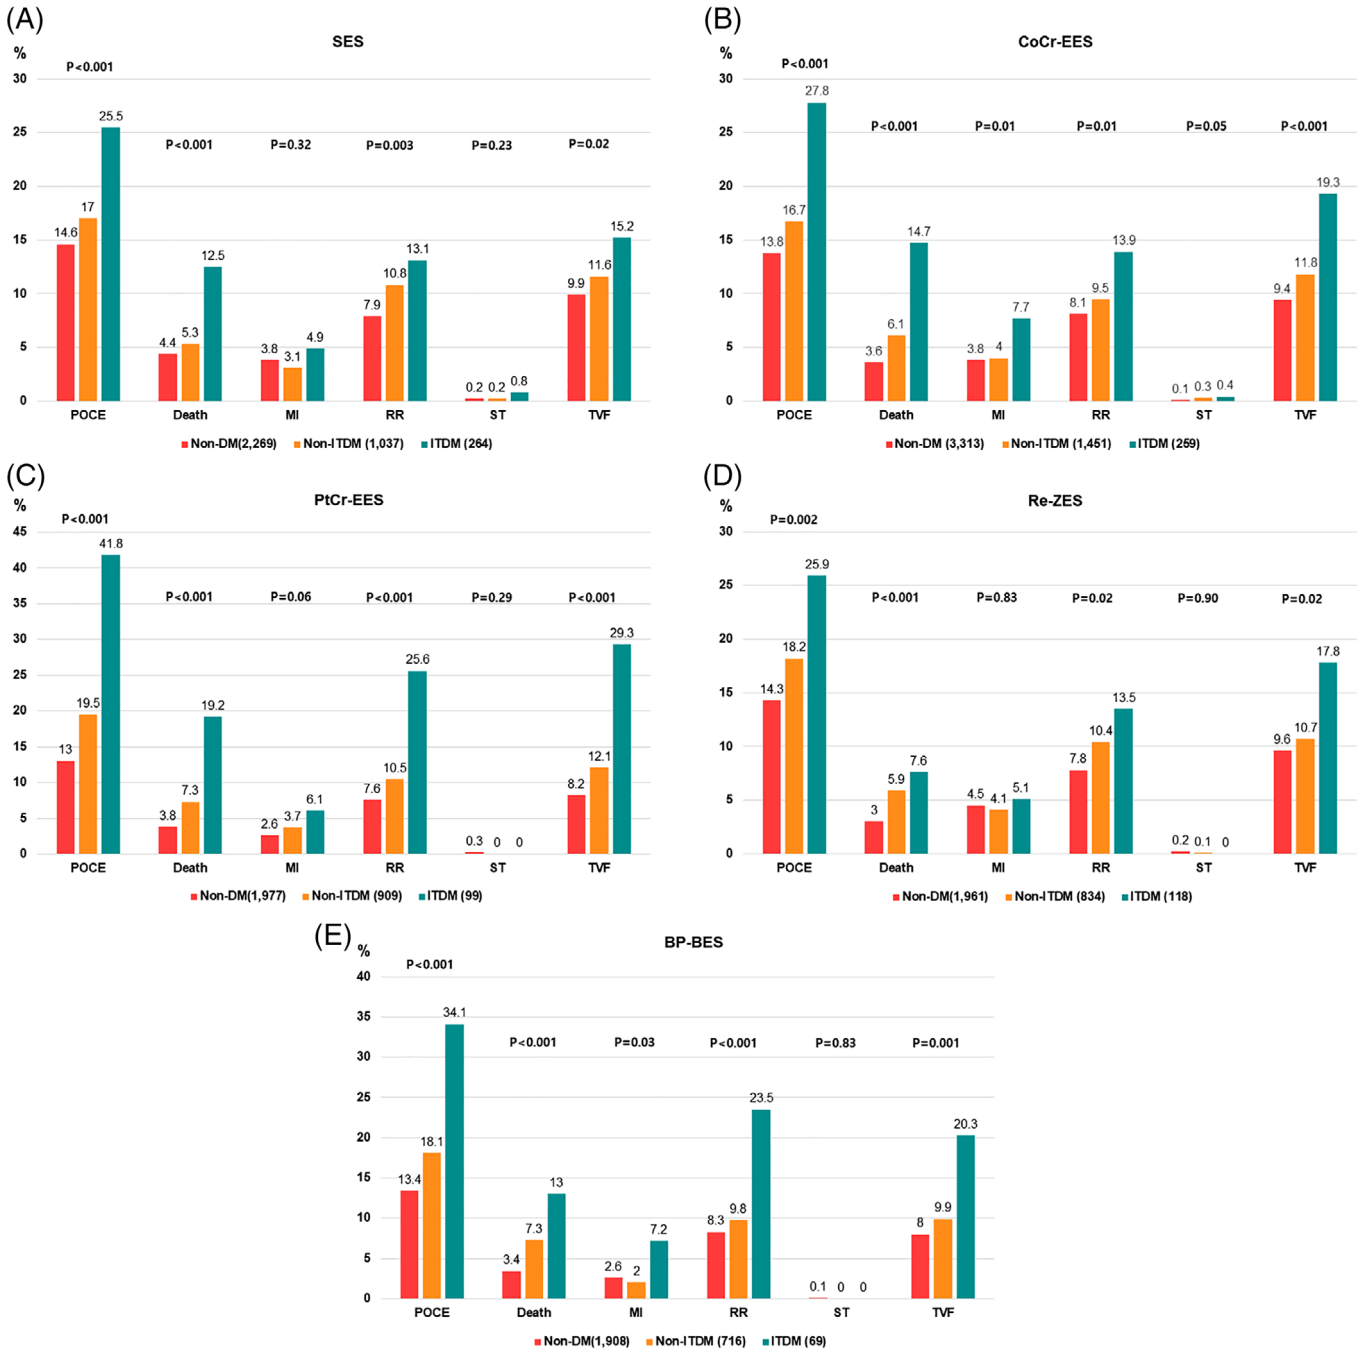 (A)
SES
%
P<0.001
30
25
20
15
10
5
0
25.5
17
14.6
P<0.001
12.5
5.3
4.4
P=0.32
4.9
3.8
3.1
P=0.003
13.1
10.8
7.9
P=0.23
0.2 0.2 0.8
P=0.02
15.2
11.6
9.9
POCE Death MI RR ST TVF
Non-DM(2,269) Non-ITDM (1,037) ITDM (264)
(B)
CoCr-EES
%
P<0.001
30
25
20
15
10
5
0
27.8
16.7
13.8
P<0.001
14.7
6.1
3.6
P=0.01
7.7
3.8 4
P=0.01
13.9
9.5
8.1
P=0.05
0.1 0.3 0.4
P<0.001
19.3
11.8
9.4
POCE Death MI RR ST TVF
Non-DM (3,313) Non-ITDM (1,451) ITDM (259)
(C)
PtCr-EES
%
P<0.001
45
40
35
30
25
20
15
10
5
0
41.8
19.5
13
P<0.001
19.2
7.3
3.8
P=0.06
6.1
3.7
2.6
P<0.001
25.6
10.5
7.6
P=0.29
0.3 0 0
P<0.001
29.3
12.1
8.2
POCE Death MI RR ST TVF
Non-DM(1,977) Non-ITDM (909) ITDM (99)
(D)
Re-ZES
%
P=0.002
30
25
20
15
10
5
0
25.9
18.2
14.3
P<0.001
7.6
5.9
3
P=0.83
4.5 4.1 5.1
P=0.02
13.5
10.4
7.8
P=0.90
0.2 0.1 0
P=0.02
17.8
10.7
9.6
POCE Death MI RR ST TVF
Non-DM(1,961) Non-ITDM (834) ITDM (118)
(E)
BP-BES
%
P<0.001
40
35
30
25
20
15
10
5
0
34.1
18.1
13.4
P<0.001
13
7.3
3.4
P=0.03
7.2
2.6 2
P<0.001
23.5
9.8
8.3
P=0.83
0.1 0 0
P=0.001
20.3
9.9
8
POCE Death MI RR ST TVF
Non-DM(1,908) Non-ITDM (716) ITDM (69)